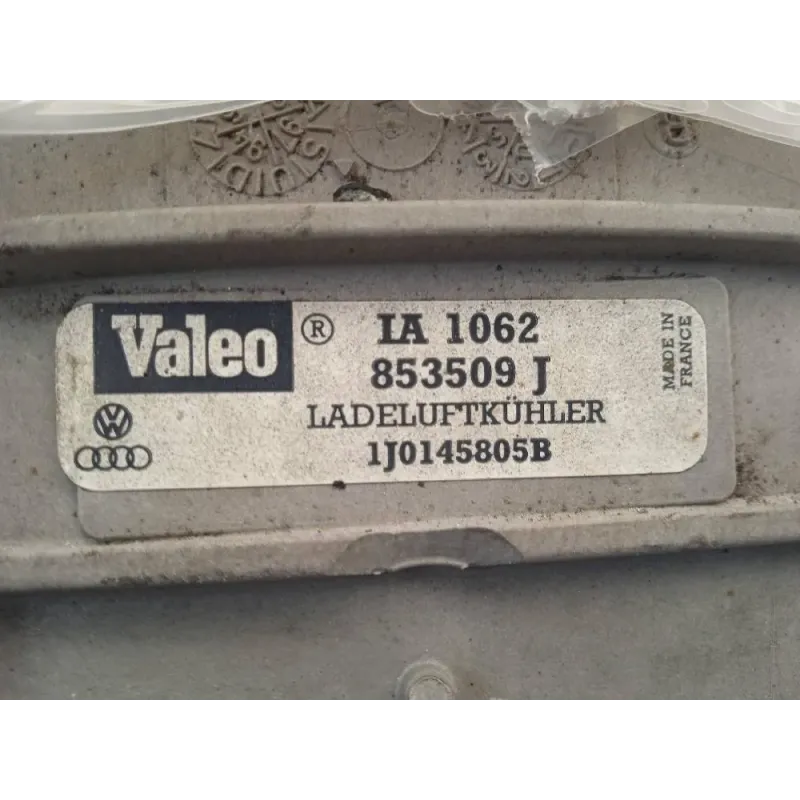 Valeo ® IA 1062
853509 J
LADELUFTKÜHLER
1J0145805B
MADE IN
FRANCE